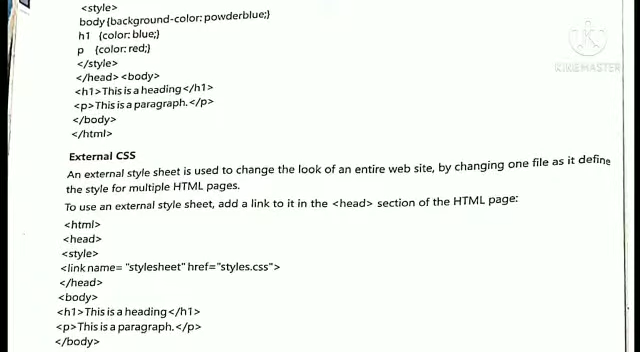 <style>
body {background-color: powderblue;}
h1 {color: blue;}
p {color: red;}
</style>
</head> <body>
<h1>This is a heading</h1>
<p>This is a paragraph.</p>
</body>
</html>
External CSS
An external style sheet is used to change the look of an entire web site, by changing one file as it define
the style for multiple HTML pages.
To use an external style sheet, add a link to it in the <head> section of the HTML page:
<html>
<head>
<style>
<link name= "stylesheet" href="styles.css">
</head>
<body>
<h1>This is a heading</h1>
<p>This is a paragraph.</p>
</body>
KINEMASTER